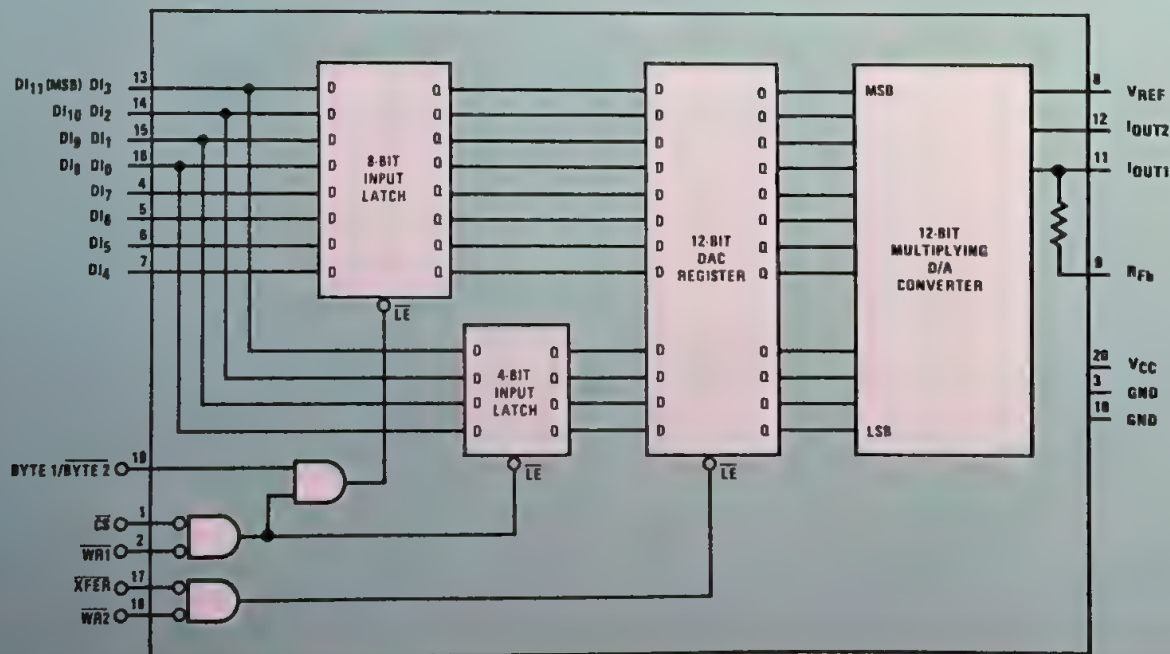 DI11(MSB) DI3 13
DI10 DI2 14
DI9 DI1 15
DI8 DI0 16
DI7 4
DI6 5
DI5 6
DI4 7
D Q
D Q
D Q
D Q
D Q
D Q
D Q
D Q
8-BIT
INPUT
LATCH
LE
D Q
D Q
D Q
D Q
4-BIT
INPUT
LATCH
LE
D Q
D Q
D Q
D Q
D Q
D Q
D Q
D Q
D Q
D Q
D Q
D Q
12-BIT
DAC
REGISTER
LE
MSB
12-BIT
MULTIPLYING
D/A
CONVERTER
LSB
8 VREF
12 IOUT2
11 IOUT1
9 RFb
20 VCC
3 GND
10 GND
BYTE 1/BYTE 2 19
CS 1
WR1 2
XFER 17
WR2 18